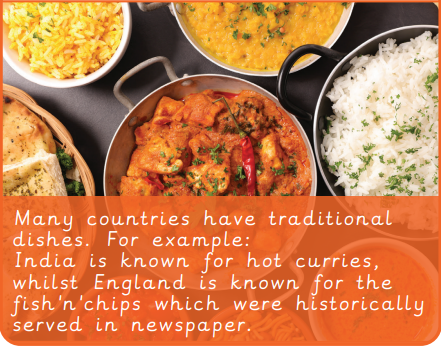 Many countries have traditional
dishes. For example:
India is known for hot curries,
whilst England is known for the
fish'n'chips which were historically
served in newspaper.